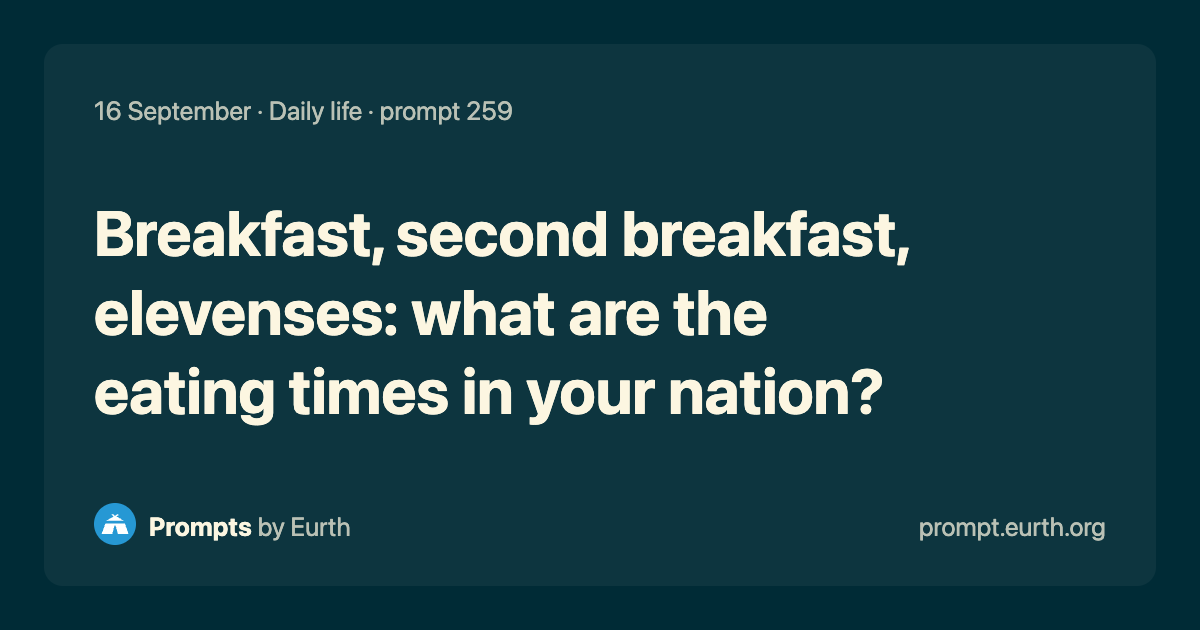 16 September · Daily life · prompt 259
Breakfast, second breakfast,
elevenses: what are the
eating times in your nation?
Prompts by Eurth
prompt.eurth.org